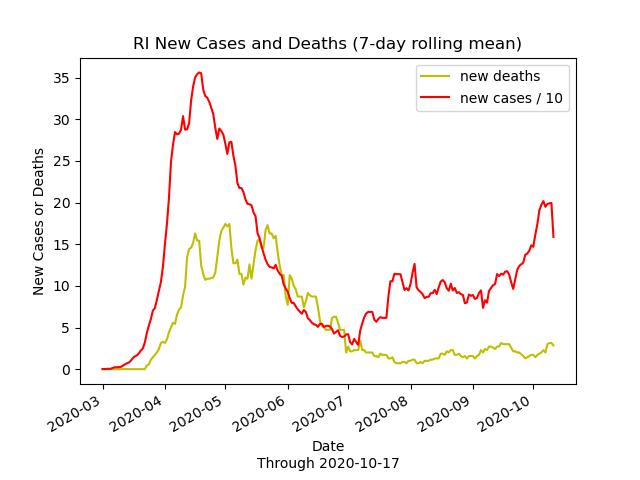 RI New Cases and Deaths (7-day rolling mean)
new deaths
new cases / 10
35
30
25
20
15
10
5
0
New Cases or Deaths
2020-03
2020-04
2020-05
2020-06
2020-07
2020-08
2020-09
2020-10
Date
Through 2020-10-17